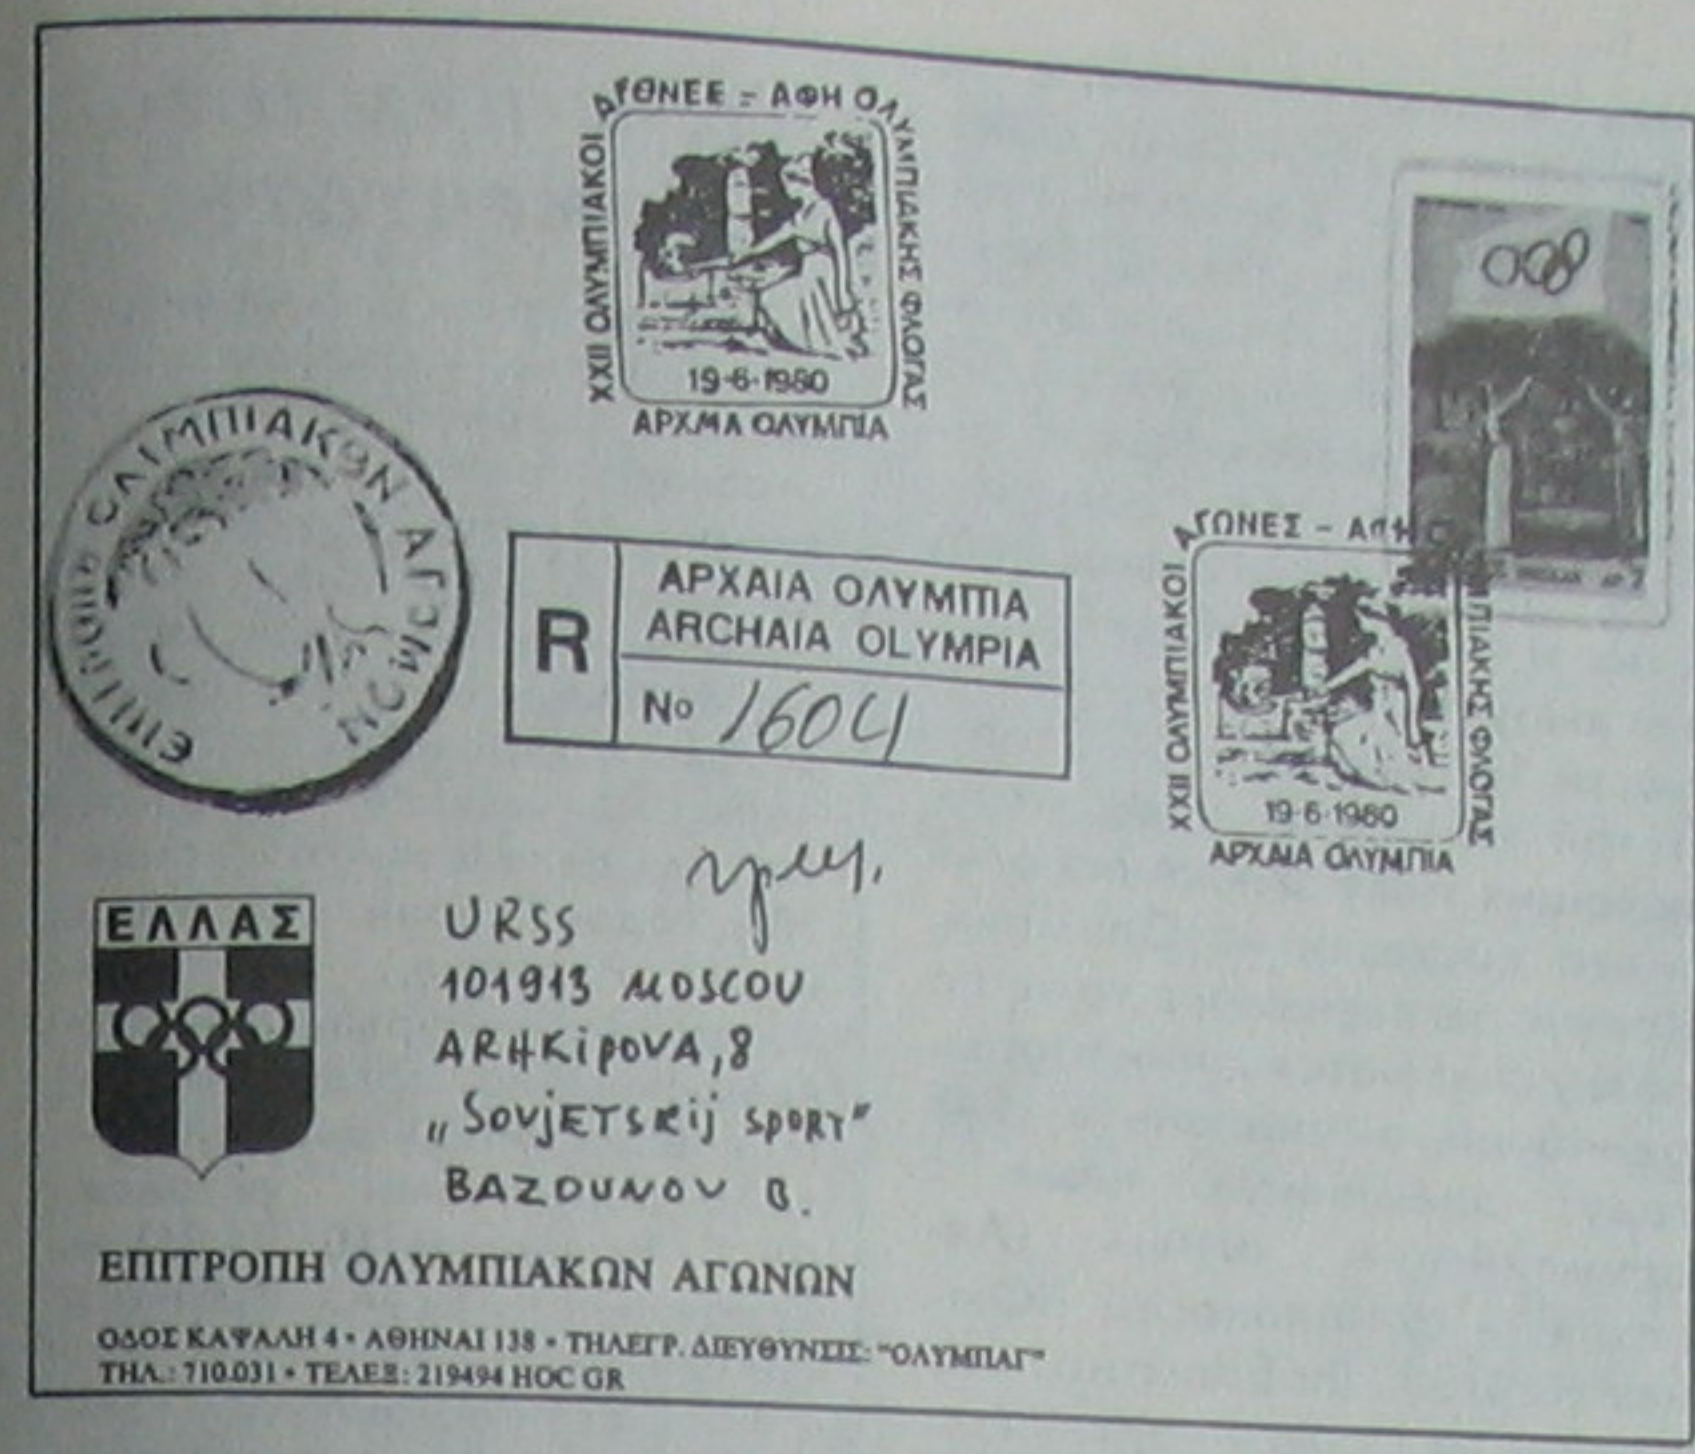 XXII ΟΛΥΜΠΙΑΚΟΙ ΑΓΩΝΕΣ - ΑΦΗ ΟΛΥΜΠΙΑΚΗΣ ΦΛΟΓΑΣ
19·6·1980
ΑΡΧΑΙΑ ΟΛΥΜΠΙΑ
ΟΛΙΜΠΙΑΚΩΝ ΑΓΩΝΩΝ
R
ΑΡΧΑΙΑ ΟΛΥΜΠΙΑ
ARCHAIA OLYMPIA
No 1604
XXII ΟΛΥΜΠΙΑΚΟΙ ΑΓΩΝΕΣ - ΑΦΗ ΟΛΥΜΠΙΑΚΗΣ ΦΛΟΓΑΣ
19·6·1980
ΑΡΧΑΙΑ ΟΛΥΜΠΙΑ
ΕΛΛΑΣ
URSS
101913 MOSCOU
ARHKipOVA, 8
„SovjETSKij SPORT"
BAZOUNOV B.
ΕΠΙΤΡΟΠΗ ΟΛΥΜΠΙΑΚΩΝ ΑΓΩΝΩΝ
ΟΔΟΣ ΚΑΨΑΛΗ 4 • ΑΘΗΝΑΙ 138 • ΤΗΛΕΓΡ. ΔΙΕΥΘΥΝΣΙΣ: "ΟΛΥΜΠΑΓ"
ΤΗΛ.: 710.031 • ΤΕΛΕΞ: 219494 HOC GR